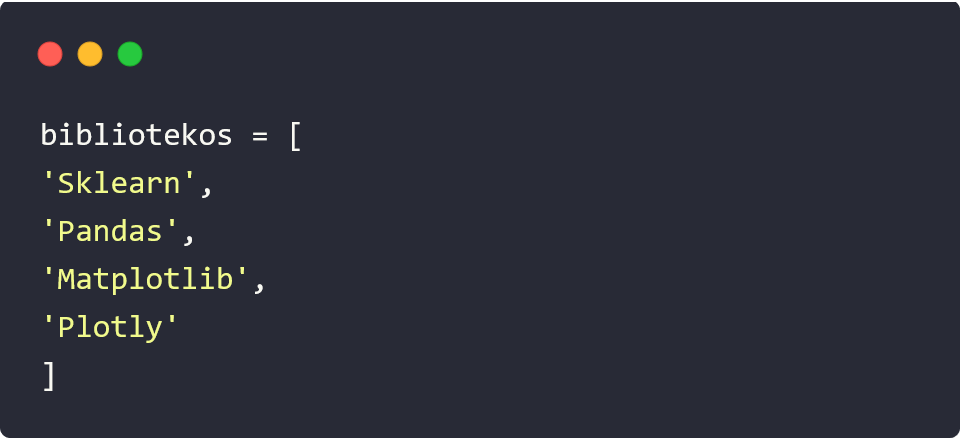 bibliotekos = [
'Sklearn',
'Pandas',
'Matplotlib',
'Plotly'
]